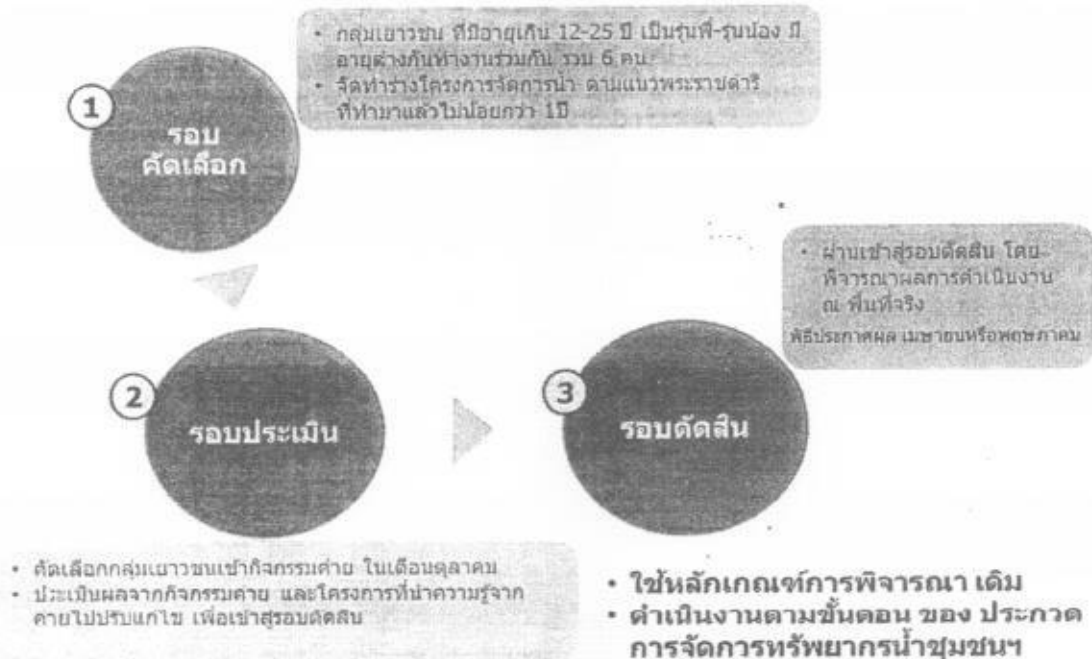 1
รอบ
คัดเลือก
• กลุ่มเยาวชน ที่มีอายุเกิน 12-25 ปี เป็นรุ่นพี่-รุ่นน้อง มี
อายุต่างกันทำงานร่วมกัน รวม 6 คน
• จัดทำร่างโครงการจัดการน้ำ ตามแนวพระราชดำริ
ที่ทำมาแล้วไม่น้อยกว่า 1ปี
2
รอบประเมิน
• คัดเลือกกลุ่มเยาวชนเข้ากิจกรรมค่าย ในเดือนตุลาคม
• ประเมินผลจากกิจกรรมค่าย และโครงการที่นำความรู้จาก
ค่ายไปปรับแก้ไข เพื่อเข้าสู่รอบตัดสิน
3
รอบตัดสิน
• ผ่านเข้าสู่รอบตัดสิน โดย
พิจารณาผลการดำเนินงาน
ณ พื้นที่จริง
พิธีประกาศผล เมษายนหรือพฤษภาคม
• ใช้หลักเกณฑ์การพิจารณา เดิม
• ดำเนินงานตามขั้นตอน ของ ประกวด
การจัดการทรัพยากรน้ำชุมชนฯ